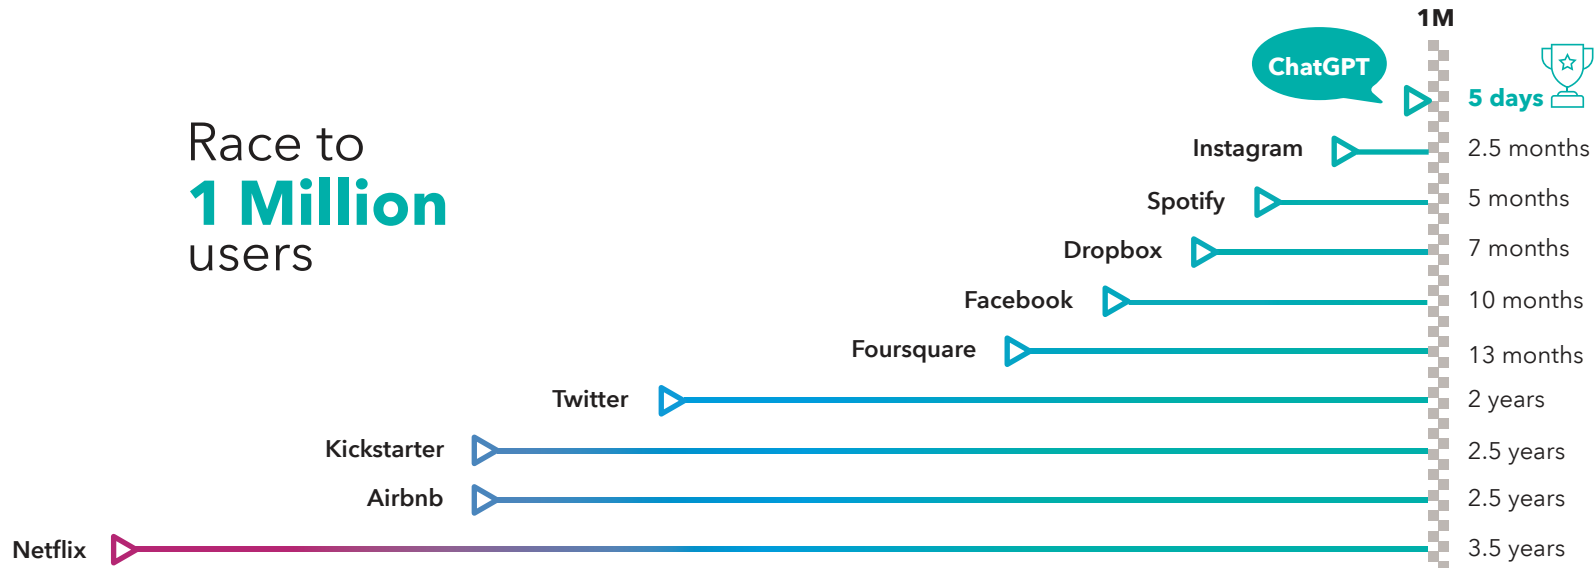 1M
ChatGPT
5 days
Race to
1 Million
users
Instagram 2.5 months
Spotify 5 months
Dropbox 7 months
Facebook 10 months
Foursquare 13 months
Twitter 2 years
Kickstarter 2.5 years
Airbnb 2.5 years
Netflix 3.5 years